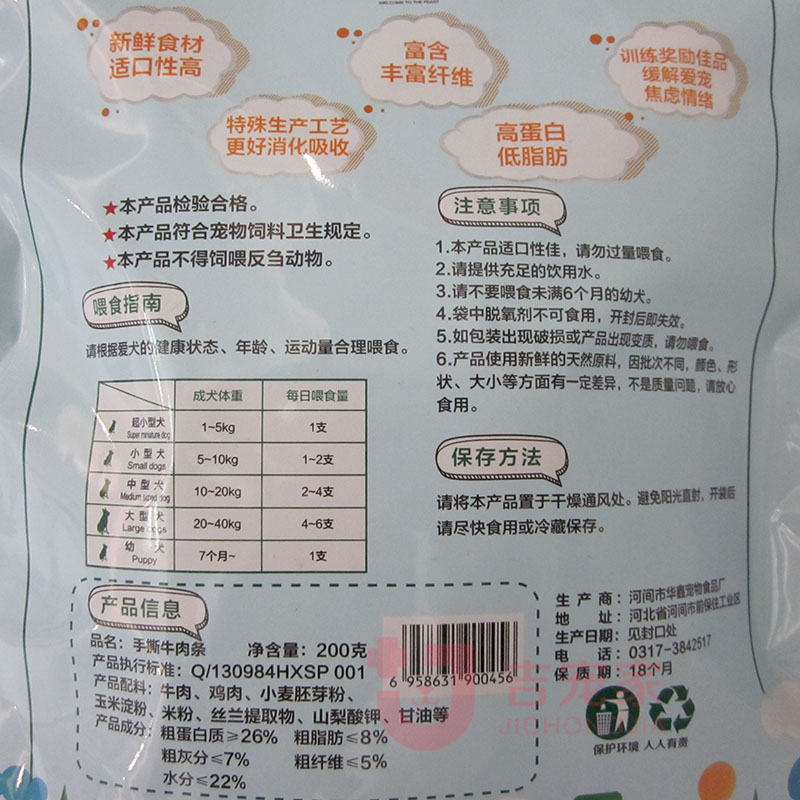 WELCOME TO THE FEAST
新鲜食材
适口性高
富含
丰富纤维
训练奖励佳品
缓解爱宠
焦虑情绪
特殊生产工艺
更好消化吸收
高蛋白
低脂肪
★本产品检验合格。
★本产品符合宠物饲料卫生规定。
★本产品不得饲喂反刍动物。
喂食指南
请根据爱犬的健康状态、年龄、运动量合理喂食。
成犬体重 每日喂食量
超小型犬 1~5kg 1支
Super miniature dog
小型犬 5~10kg 1~2支
Small dogs
中型犬 10~20kg 2~4支
Medium sized dog
大型犬 20~40kg 4~6支
Large dogs
幼犬 7个月~ 1支
Puppy
注意事项
1.本产品适口性佳，请勿过量喂食。
2.请提供充足的饮用水。
3.请不要喂食未满6个月的幼犬。
4.袋中脱氧剂不可食用，开封后即失效。
5.如包装出现破损或产品出现变质，请勿喂食。
6.产品使用新鲜的天然原料，因批次不同，颜色、形
状、大小等方面有一定差异，不是质量问题，请放心
食用。
保存方法
请将本产品置于干燥通风处。避免阳光直射，开袋后
请尽快食用或冷藏保存。
产品信息
品名：手撕牛肉条 净含量：200克
产品执行标准：Q/130984HXSP 001
产品配料：牛肉、鸡肉、小麦胚芽粉、
玉米淀粉、米粉、丝兰提取物、山梨酸钾、甘油等
产品成分：粗蛋白质≥26% 粗脂肪≤8%
粗灰分≤7% 粗纤维≤5%
水分≤22%
6 958631 900456
生产商：河间市华鑫宠物食品厂
地址：河北省河间市前保往工业区
生产日期：见封口处
电话：0317-3842517
保质期：18个月
保护环境 人人有责
吉宠家